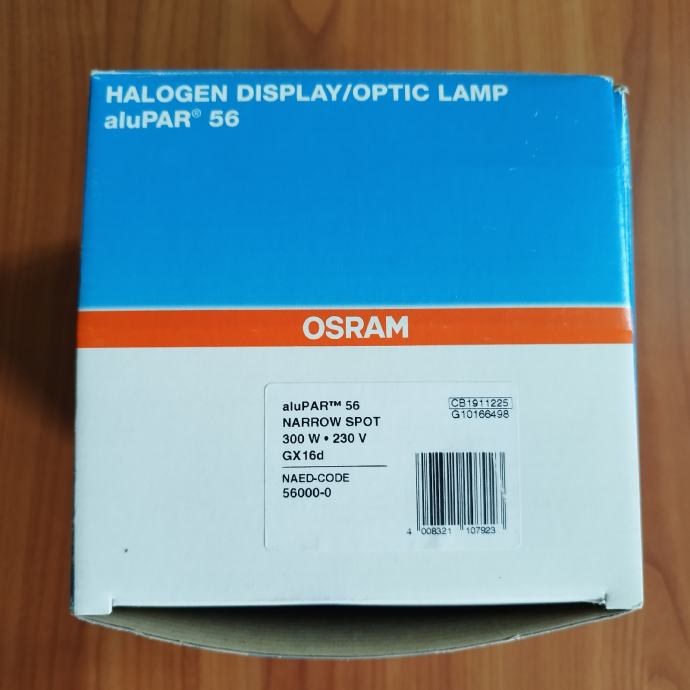 HALOGEN DISPLAY/OPTIC LAMP
aluPAR® 56
OSRAM
aluPAR™ 56
NARROW SPOT
300 W • 230 V
GX16d
NAED-CODE
56000-0
CB1911225
G10166498
4 008321 107923